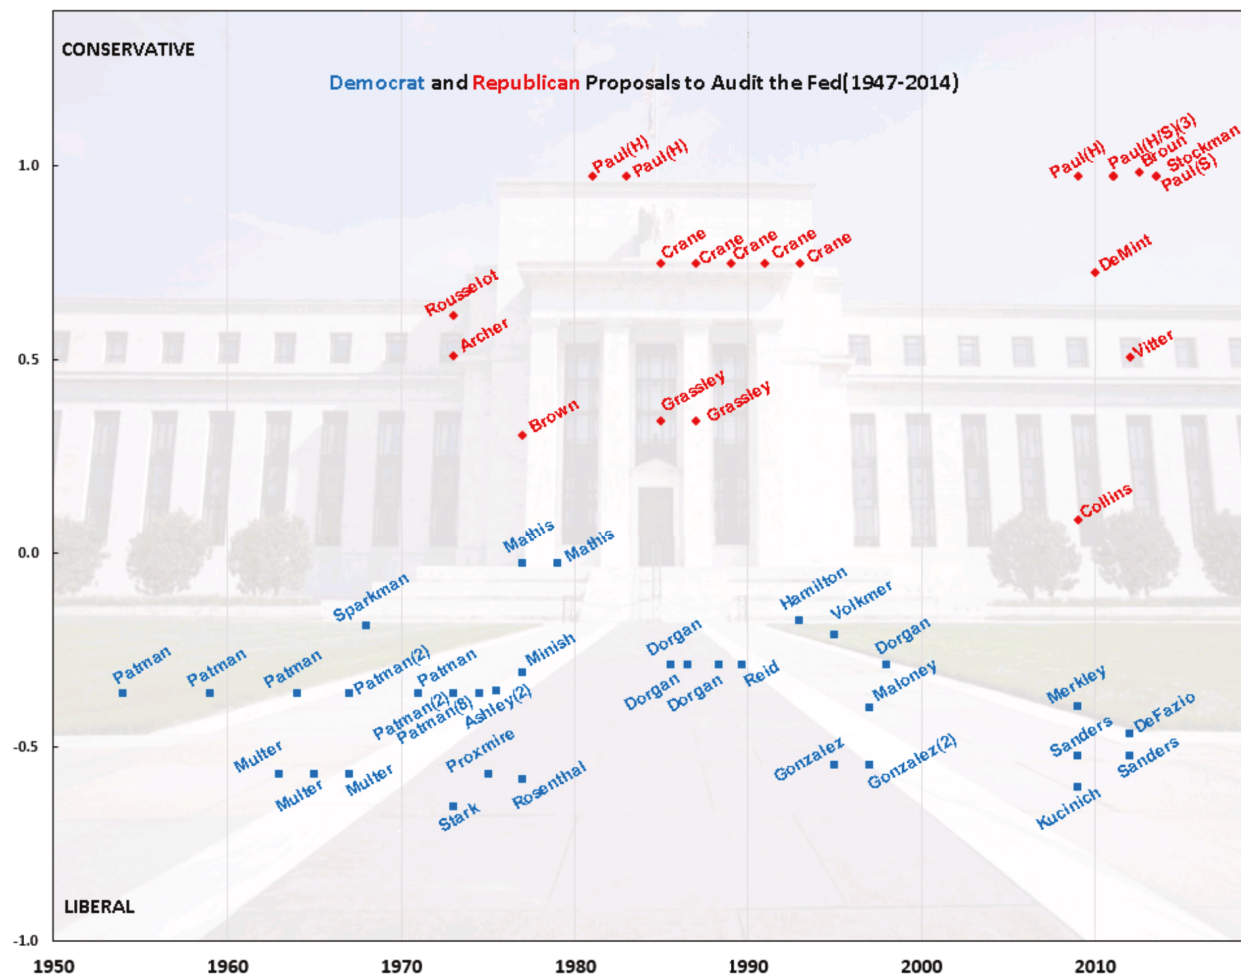 CONSERVATIVE
Democrat and Republican Proposals to Audit the Fed(1947-2014)
1.0
Paul(H)
Paul(H)
Paul(H)
Paul(H/S)(3)
Broun
Stockman
Paul(S)
Crane
Crane
Crane
Crane
Crane
DeMint
Rousselot
Archer
Vitter
0.5
Grassley
Grassley
Brown
Collins
0.0
Mathis
Mathis
Sparkman
Hamilton
Volkmer
Patman
Patman
Patman
Patman(2)
Patman
Patman(2)
Patman(8)
Ashley(2)
Minish
Dorgan
Dorgan
Dorgan
Reid
Dorgan
Maloney
Merkley
DeFazio
-0.5
Multer
Multer
Multer
Proxmire
Rosenthal
Stark
Gonzalez
Gonzalez(2)
Sanders
Sanders
Kucinich
LIBERAL
-1.0
1950
1960
1970
1980
1990
2000
2010